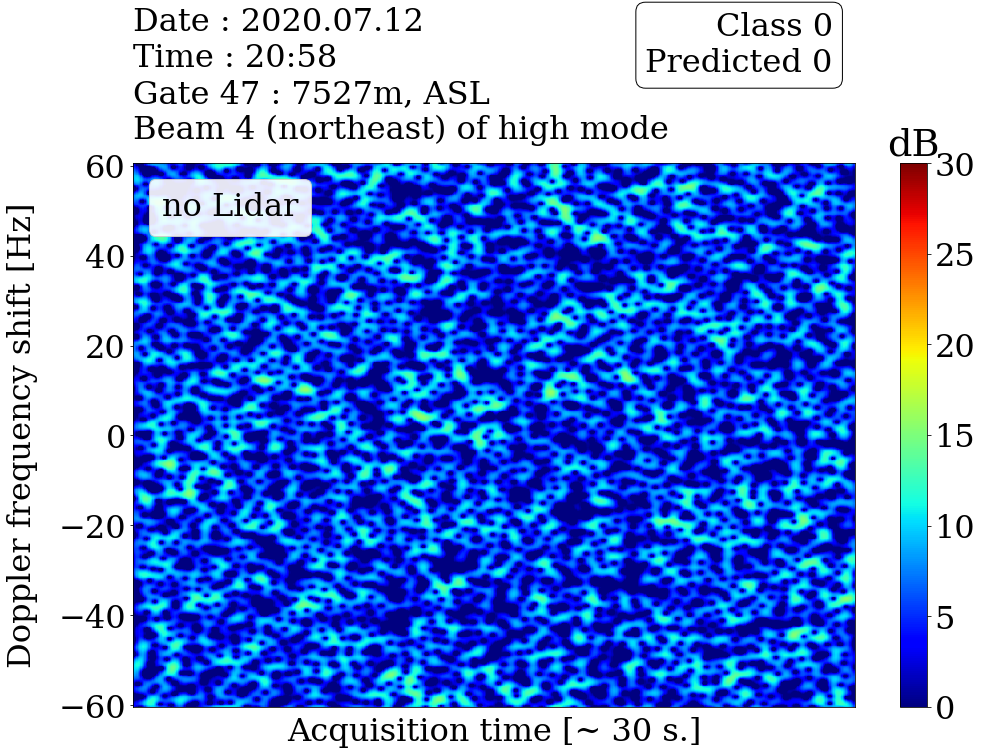 Date : 2020.07.12
Time : 20:58
Gate 47 : 7527m, ASL
Beam 4 (northeast) of high mode
Class 0
Predicted 0
dB
no Lidar
Doppler frequency shift [Hz]
60
40
20
0
−20
−40
−60
Acquisition time [~ 30 s.]
30
25
20
15
10
5
0